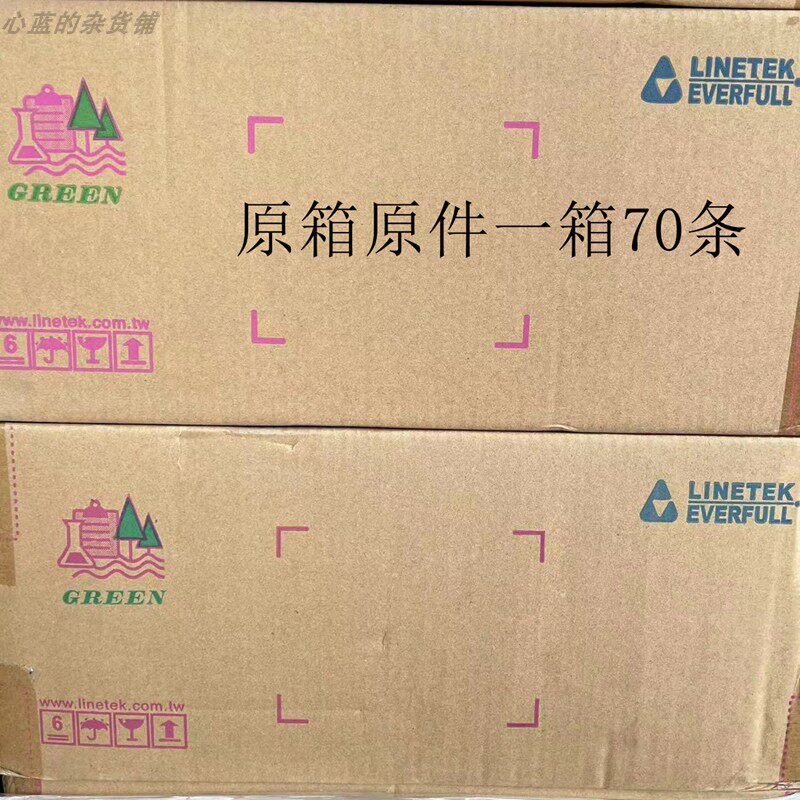 心蓝的杂货铺
LINETEK
EVERFULL
GREEN
原箱原件一箱70条
www.linetek.com.tw
6
LINETEK
EVERFULL
GREEN
www.linetek.com.tw
6